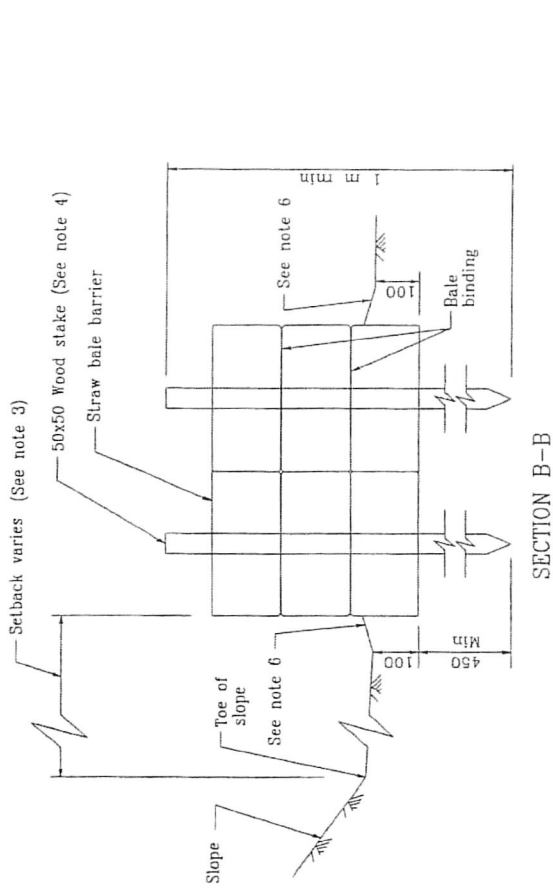 Setback varies (See note 3)
50x50 Wood stake (See note 4)
Straw bale barrier
See note 6
1 m min
100
Bale
binding
Slope
Toe of
slope
See note 6
100
450
Min
SECTION B-B